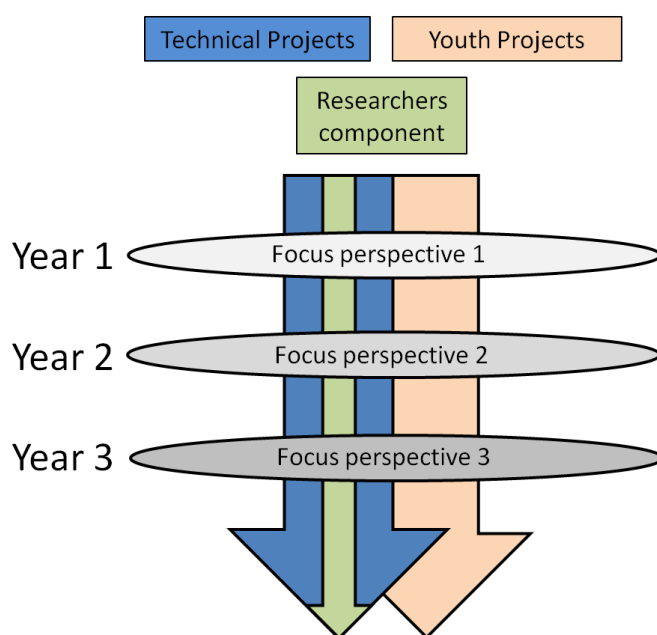 Technical Projects
Youth Projects
Researchers
component
Year 1
Focus perspective 1
Year 2
Focus perspective 2
Year 3
Focus perspective 3